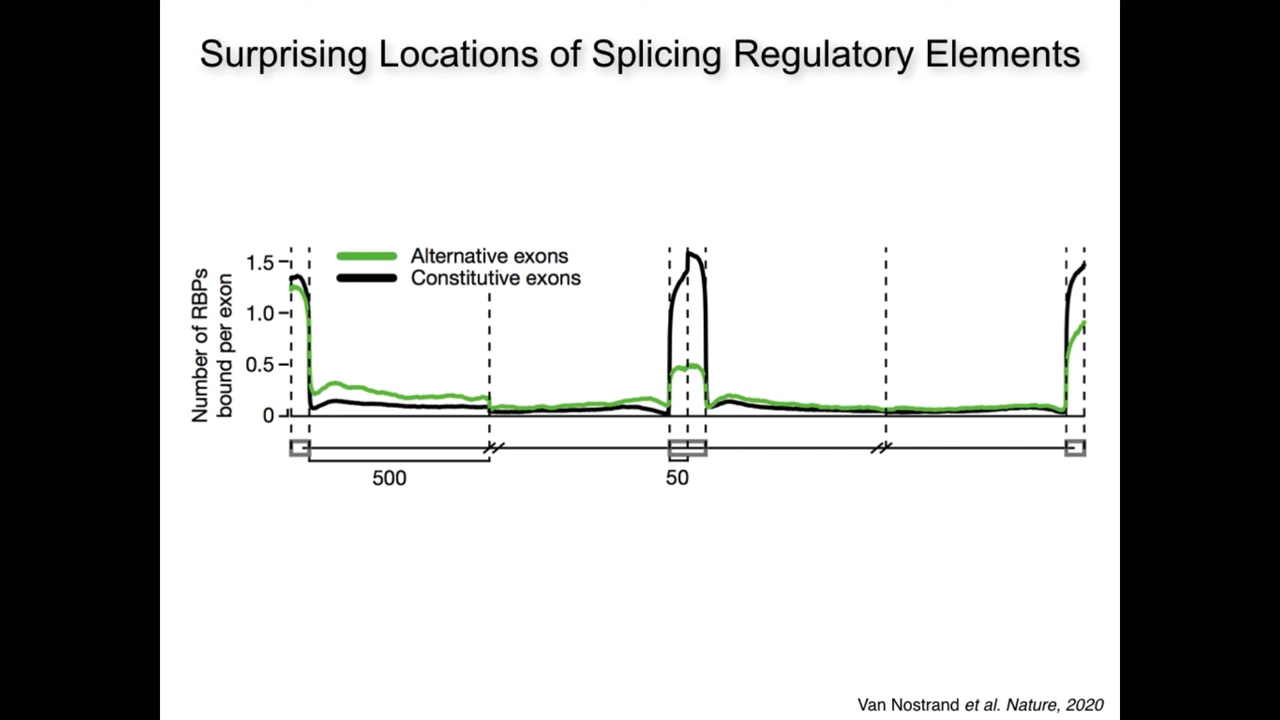 Surprising Locations of Splicing Regulatory Elements
Number of RBPs
bound per exon
1.5
1.0
0.5
0
Alternative exons
Constitutive exons
500
50
Van Nostrand et al. Nature, 2020